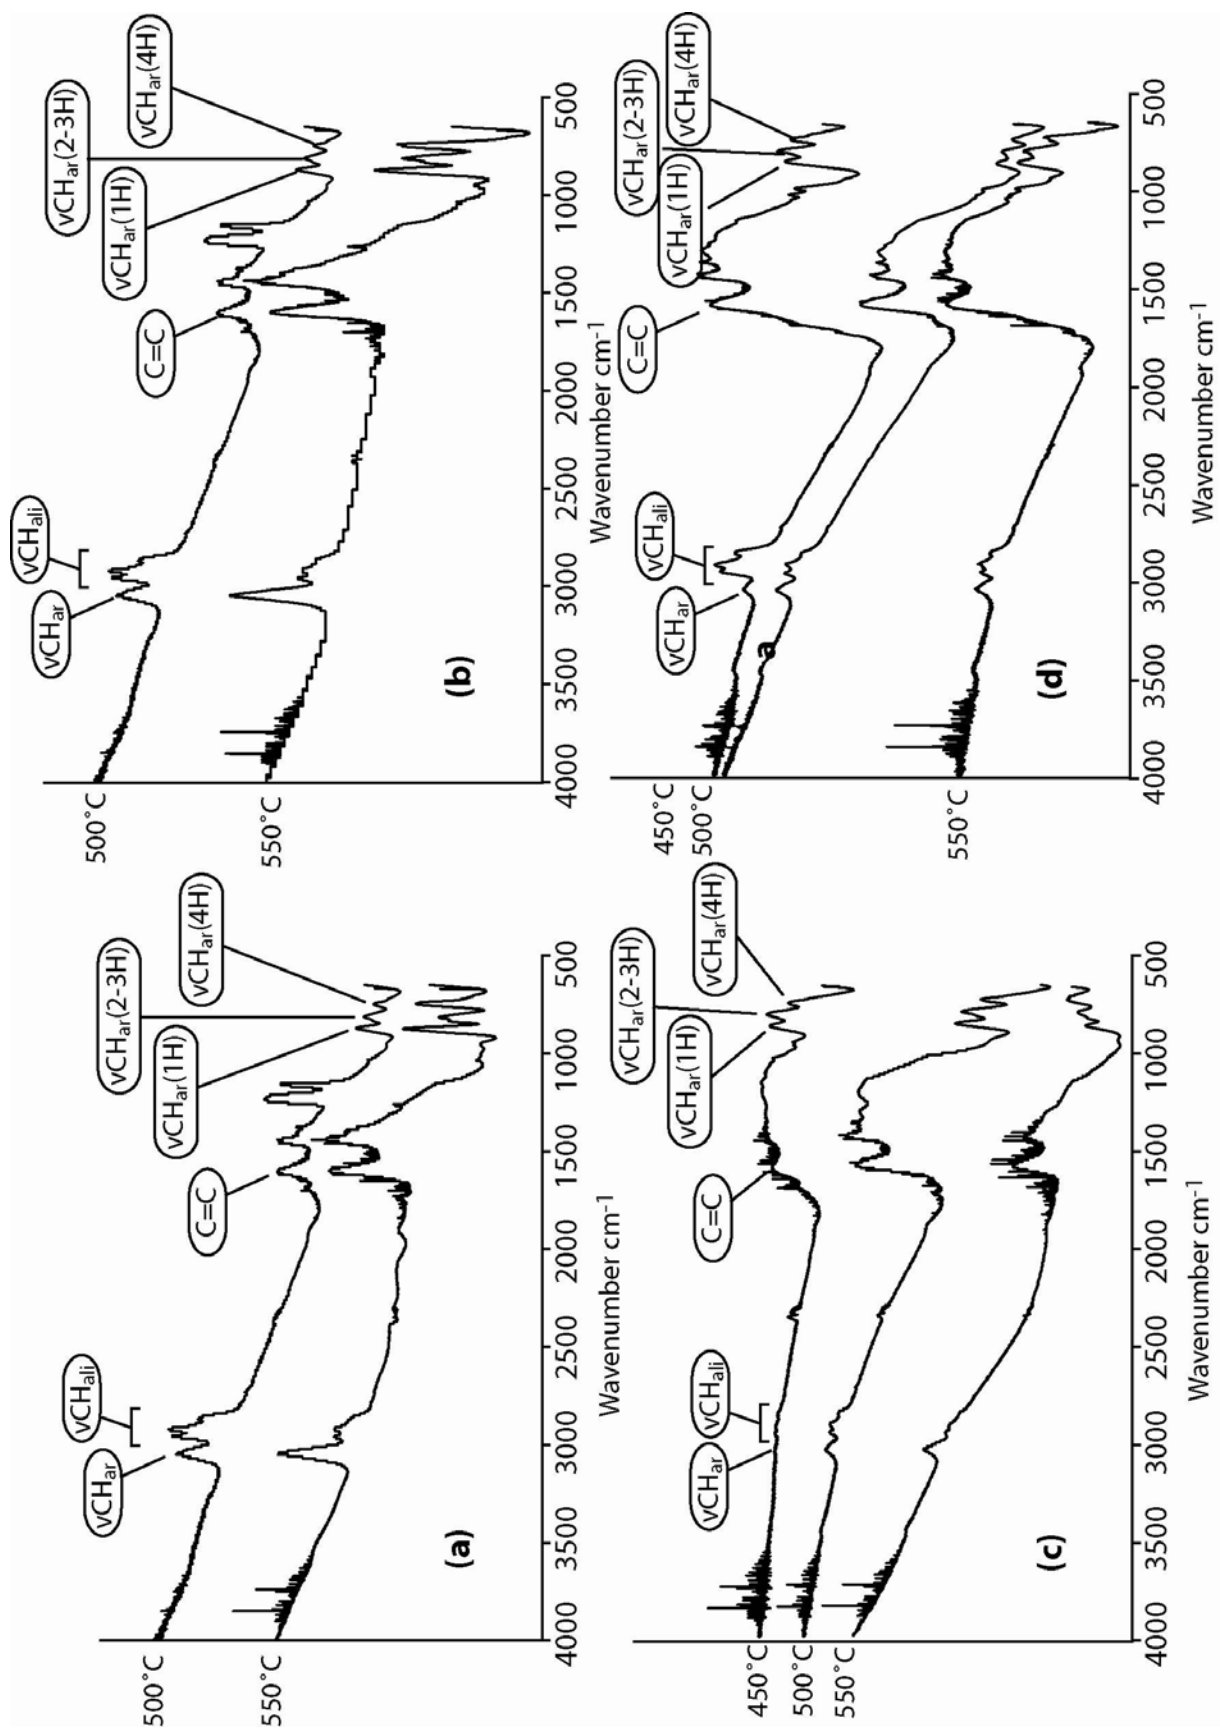 νCHali
νCHar
C=C
νCHar(2-3H)
νCHar(1H)
νCHar(4H)
500°C
550°C
(a)
4000 3500 3000 2500 2000 1500 1000 500
Wavenumber cm-1
νCHali
νCHar
C=C
νCHar(2-3H)
νCHar(1H)
νCHar(4H)
500°C
550°C
(b)
4000 3500 3000 2500 2000 1500 1000 500
Wavenumber cm-1
νCHar
νCHali
C=C
νCHar(2-3H)
νCHar(1H)
νCHar(4H)
450°C
500°C
550°C
(c)
4000 3500 3000 2500 2000 1500 1000 500
Wavenumber cm-1
νCHali
νCHar
C=C
νCHar(2-3H)
νCHar(1H)
νCHar(4H)
450°C
500°C
a
550°C
(d)
4000 3500 3000 2500 2000 1500 1000 500
Wavenumber cm-1